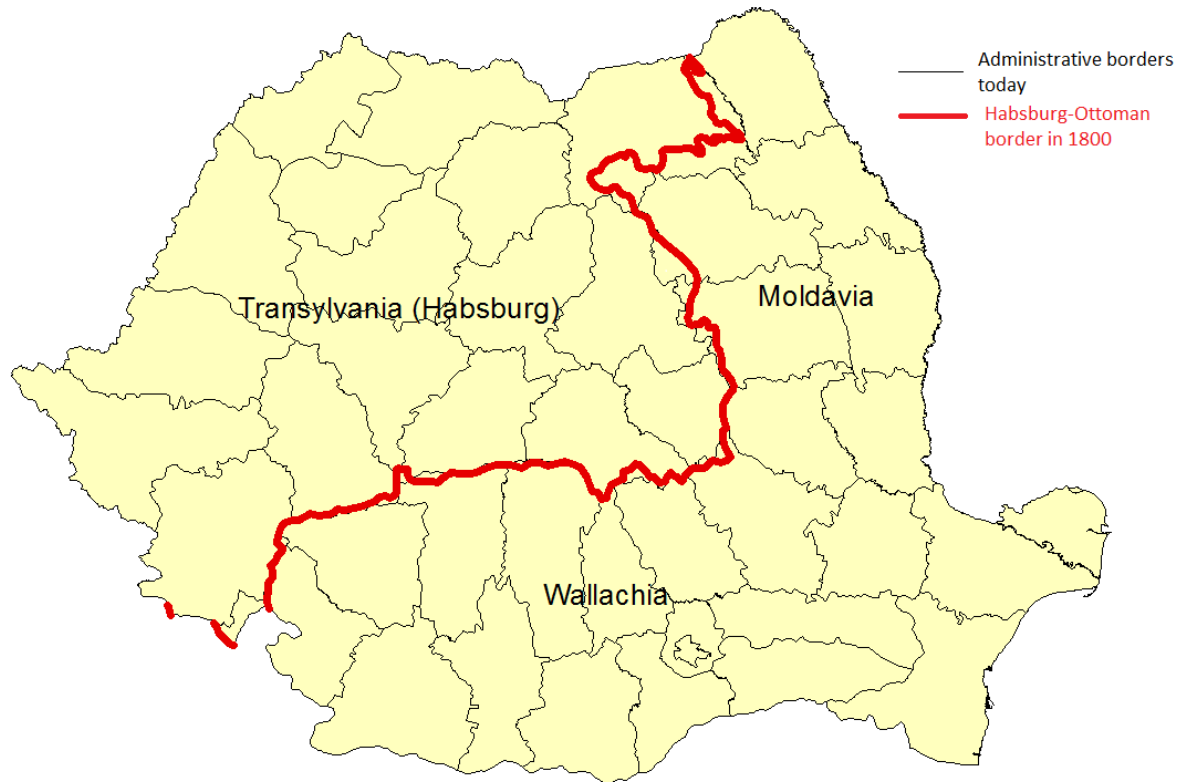 Administrative borders
today
Habsburg-Ottoman
border in 1800
Transylvania (Habsburg)
Moldavia
Wallachia